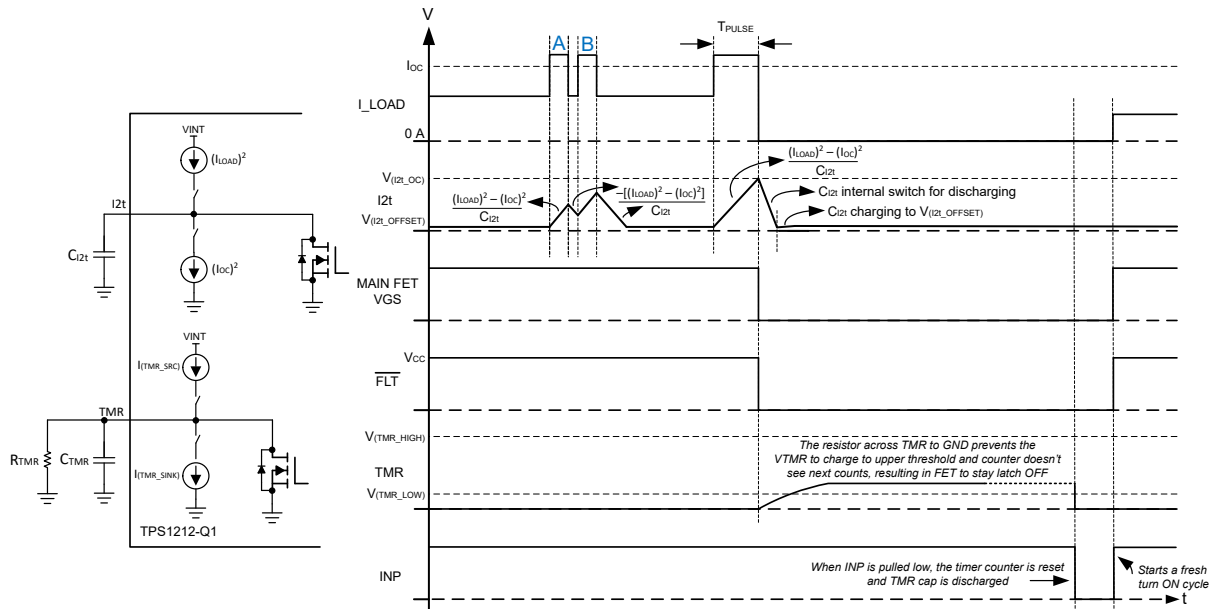 VINT
(ILOAD)²
I2t
CI2t
(IOC)²
VINT
I(TMR_SRC)
TMR
RTMR
CTMR
I(TMR_SINK)
TPS1212-Q1
V
A
B
TPULSE
IOC
I_LOAD
0 A
V(I2t_OC)
I2t
V(I2t_OFFSET)
(ILOAD)² – (IOC)²
CI2t
–[(ILOAD)² – (IOC)²]
CI2t
(ILOAD)² – (IOC)²
CI2t
CI2t internal switch for discharging
CI2t charging to V(I2t_OFFSET)
MAIN FET
VGS
VCC
FLT
V(TMR_HIGH)
TMR
V(TMR_LOW)
The resistor across TMR to GND prevents the
VTMR to charge to upper threshold and counter doesn't
see next counts, resulting in FET to stay latch OFF
INP
When INP is pulled low, the timer counter is reset
and TMR cap is discharged
Starts a fresh
turn ON cycle
t